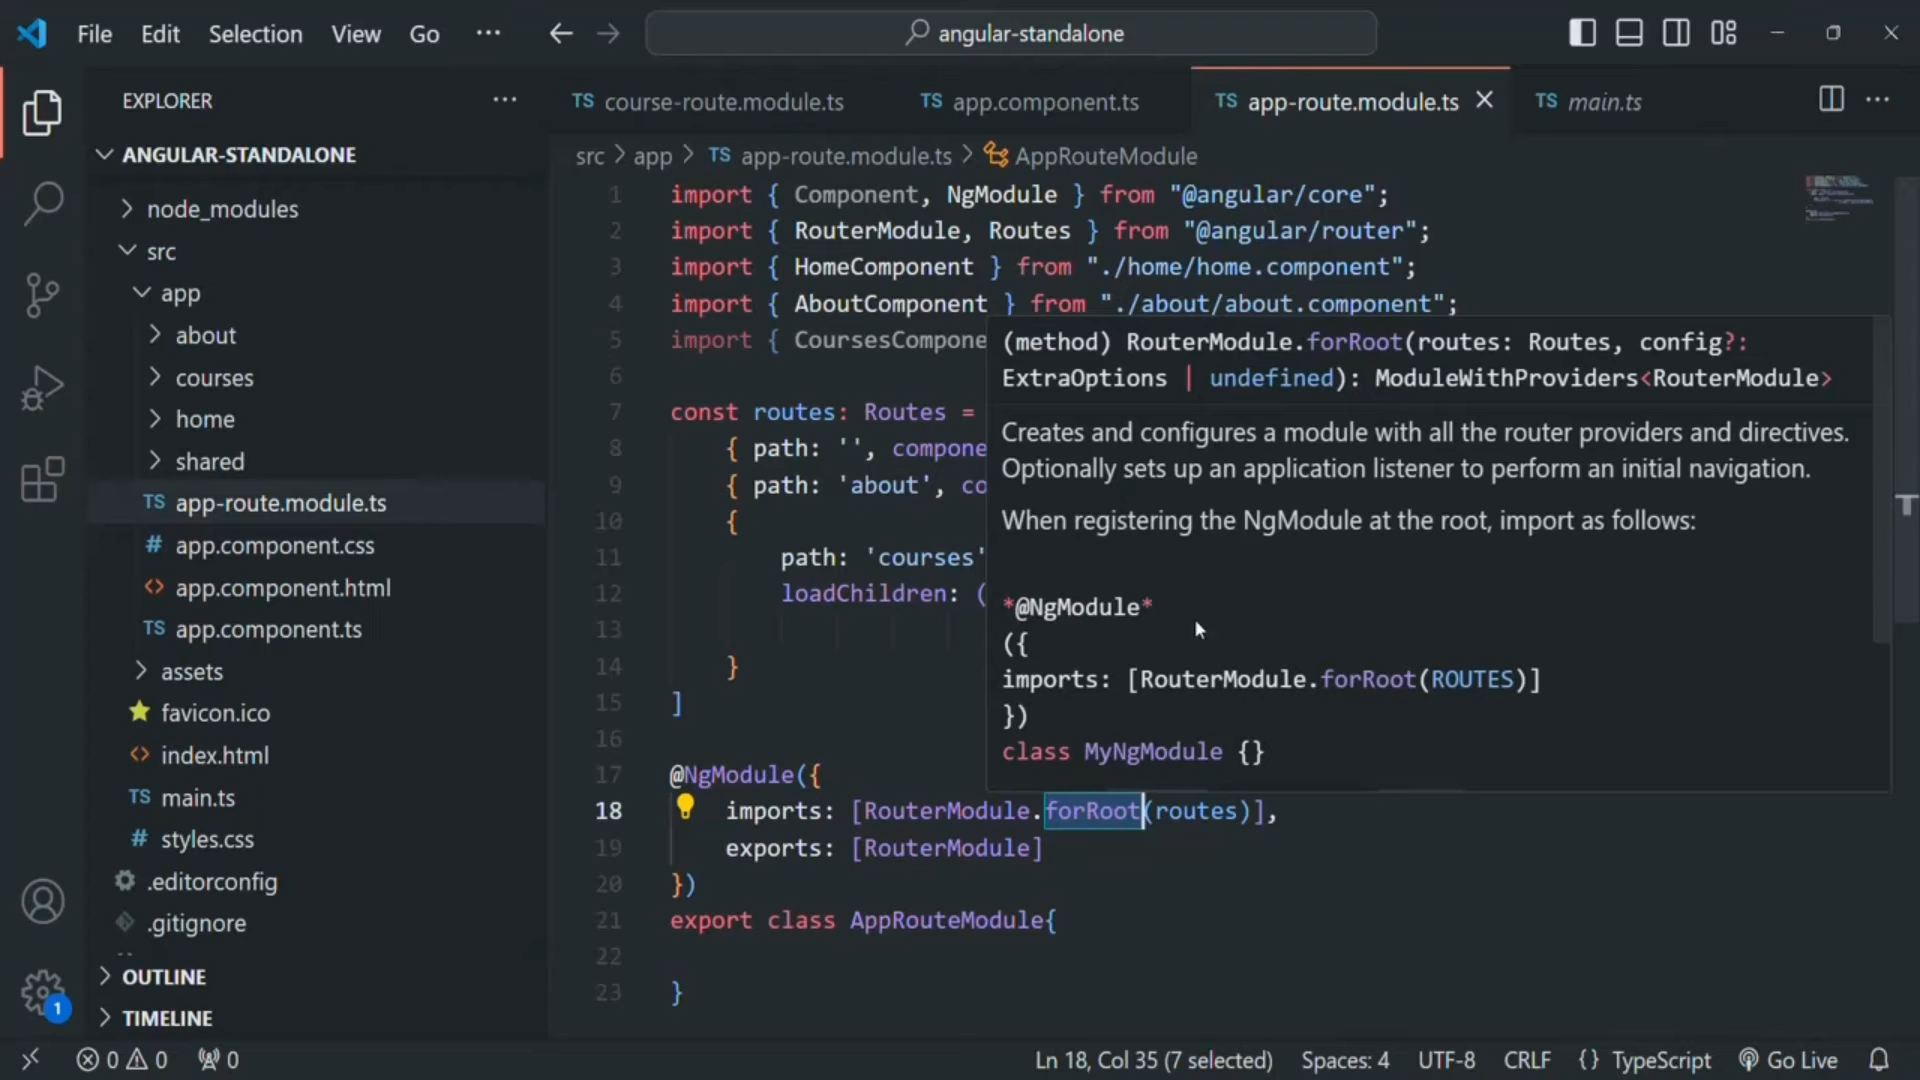 File Edit Selection View Go ··· angular-standalone
EXPLORER ···
ANGULAR-STANDALONE
node_modules
src
app
about
courses
home
shared
TS app-route.module.ts
# app.component.css
<> app.component.html
TS app.component.ts
assets
favicon.ico
<> index.html
TS main.ts
# styles.css
.editorconfig
.gitignore
OUTLINE
TIMELINE
1
TS course-route.module.ts TS app.component.ts TS app-route.module.ts TS main.ts ···
src > app > TS app-route.module.ts > AppRouteModule
1 import { Component, NgModule } from "@angular/core";
2 import { RouterModule, Routes } from "@angular/router";
3 import { HomeComponent } from "./home/home.component";
4 import { AboutComponent } from "./about/about.component";
5 import { CoursesCompone
6
7 const routes: Routes =
8 { path: '', compone
9 { path: 'about', co
10 {
11 path: 'courses'
12 loadChildren: (
13
14 }
15 ]
16
17 @NgModule({
18 imports: [RouterModule.forRoot(routes)],
19 exports: [RouterModule]
20 })
21 export class AppRouteModule{
22
23 }
(method) RouterModule.forRoot(routes: Routes, config?:
ExtraOptions | undefined): ModuleWithProviders<RouterModule>
Creates and configures a module with all the router providers and directives.
Optionally sets up an application listener to perform an initial navigation.
When registering the NgModule at the root, import as follows:
*@NgModule*
({
imports: [RouterModule.forRoot(ROUTES)]
})
class MyNgModule {}
0 0 0 Ln 18, Col 35 (7 selected) Spaces: 4 UTF-8 CRLF {} TypeScript Go Live